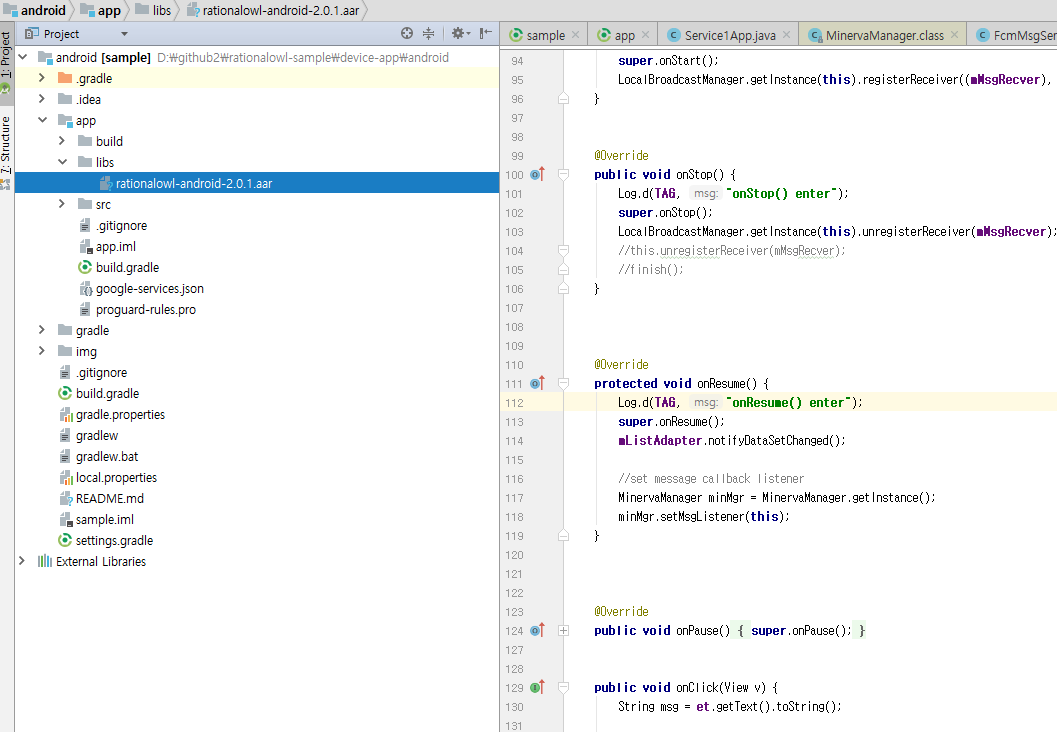 android app libs rationalowl-android-2.0.1.aar
1: Project
7: Structure
Project
android [sample] D:₩github2₩rationalowl-sample₩device-app₩android
.gradle
.idea
app
build
libs
rationalowl-android-2.0.1.aar
src
.gitignore
app.iml
build.gradle
google-services.json
proguard-rules.pro
gradle
img
.gitignore
build.gradle
gradle.properties
gradlew
gradlew.bat
local.properties
README.md
sample.iml
settings.gradle
External Libraries
sample app Service1App.java MinervaManager.class FcmMsgSer
94 super.onStart();
95 LocalBroadcastManager.getInstance(this).registerReceiver((mMsgRecver),
96 }
97
98
99 @Override
100 public void onStop() {
101 Log.d(TAG, msg: "onStop() enter");
102 super.onStop();
103 LocalBroadcastManager.getInstance(this).unregisterReceiver(mMsgRecver);
104 //this.unregisterReceiver(mMsgRecver);
105 //finish();
106 }
107
108
109
110 @Override
111 protected void onResume() {
112 Log.d(TAG, msg: "onResume() enter");
113 super.onResume();
114 mListAdapter.notifyDataSetChanged();
115
116 //set message callback listener
117 MinervaManager minMgr = MinervaManager.getInstance();
118 minMgr.setMsgListener(this);
119 }
120
121
122
123 @Override
124 public void onPause() { super.onPause(); }
127
128
129 public void onClick(View v) {
130 String msg = et.getText().toString();
131